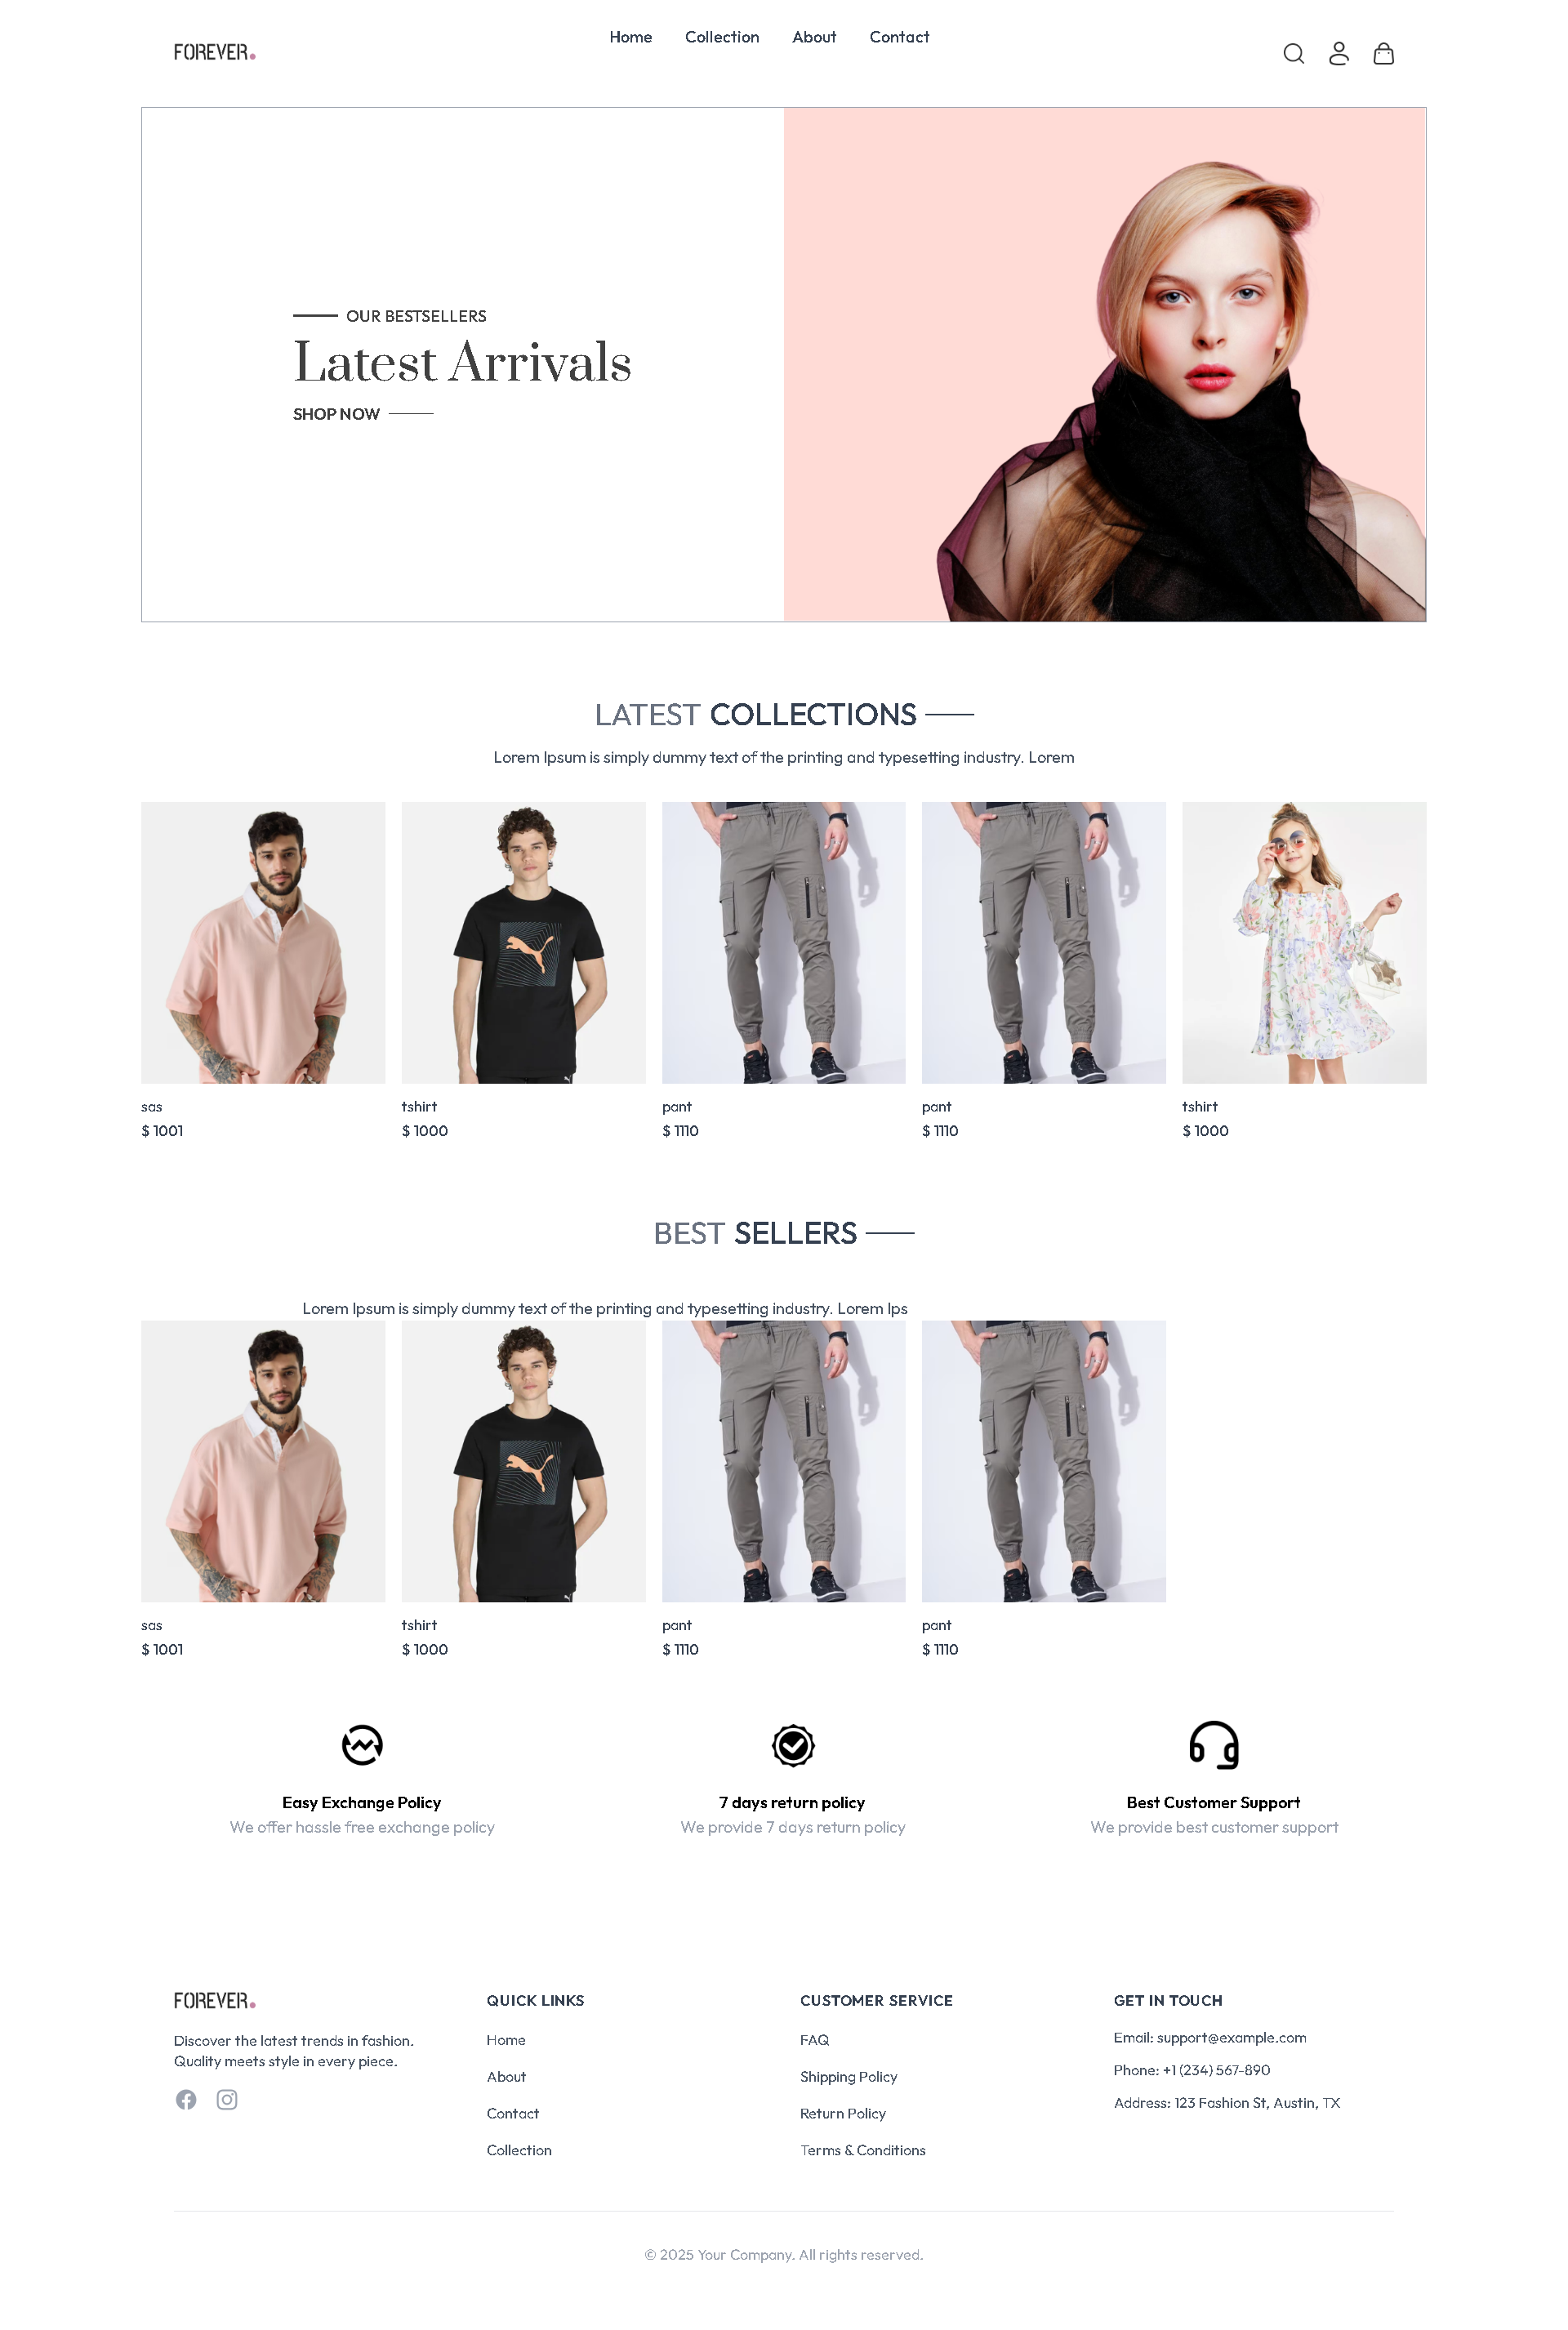 FOREVER.
Home Collection About Contact
OUR BESTSELLERS
Latest Arrivals
SHOP NOW
LATEST COLLECTIONS
Lorem Ipsum is simply dummy text of the printing and typesetting industry. Lorem
sas
$ 1001
tshirt
$ 1000
pant
$ 1110
pant
$ 1110
tshirt
$ 1000
BEST SELLERS
Lorem Ipsum is simply dummy text of the printing and typesetting industry. Lorem Ips
sas
$ 1001
tshirt
$ 1000
pant
$ 1110
pant
$ 1110
Easy Exchange Policy
We offer hassle free exchange policy
7 days return policy
We provide 7 days return policy
Best Customer Support
We provide best customer support
FOREVER.
Discover the latest trends in fashion.
Quality meets style in every piece.
QUICK LINKS
Home
About
Contact
Collection
CUSTOMER SERVICE
FAQ
Shipping Policy
Return Policy
Terms & Conditions
GET IN TOUCH
Email: support@example.com
Phone: +1 (234) 567-890
Address: 123 Fashion St, Austin, TX
© 2025 Your Company. All rights reserved.